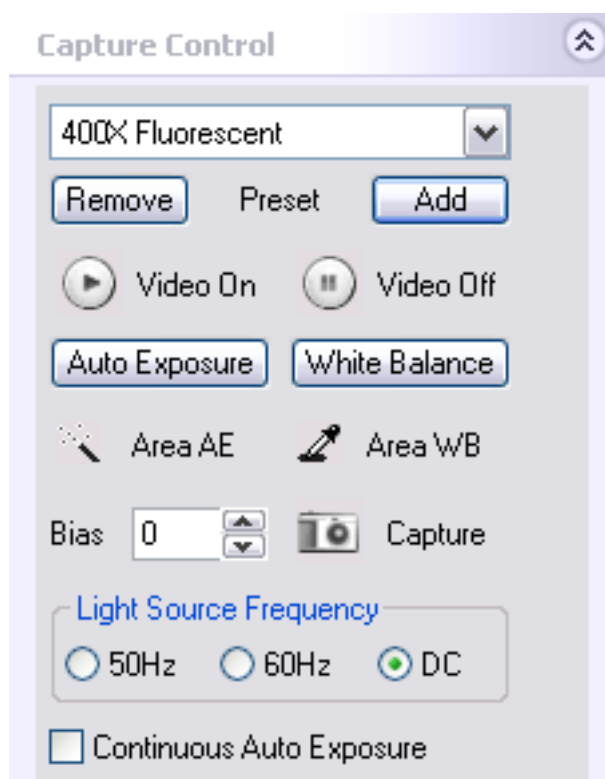 Capture Control
400X Fluorescent
Remove Preset Add
Video On Video Off
Auto Exposure White Balance
Area AE Area WB
Bias 0 Capture
Light Source Frequency
50Hz 60Hz DC
Continuous Auto Exposure